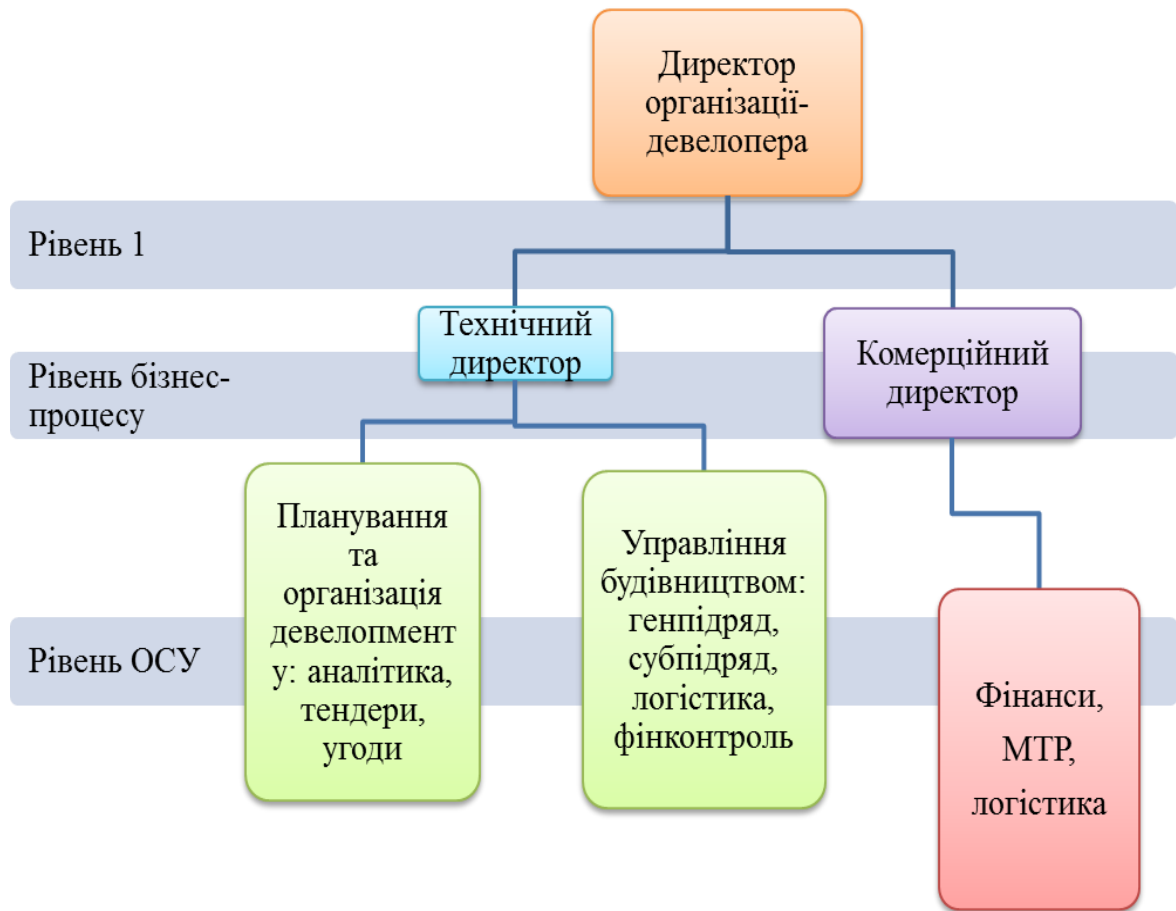 Директор
організації-
девелопера
Рівень 1
Технічний
директор
Комерційний
директор
Рівень бізнес-
процесу
Планування
та
організація
девелопмент
у: аналітика,
тендери,
угоди
Управління
будівництвом:
генпідряд,
субпідряд,
логістика,
фінконтроль
Рівень ОСУ
Фінанси,
МТР,
логістика